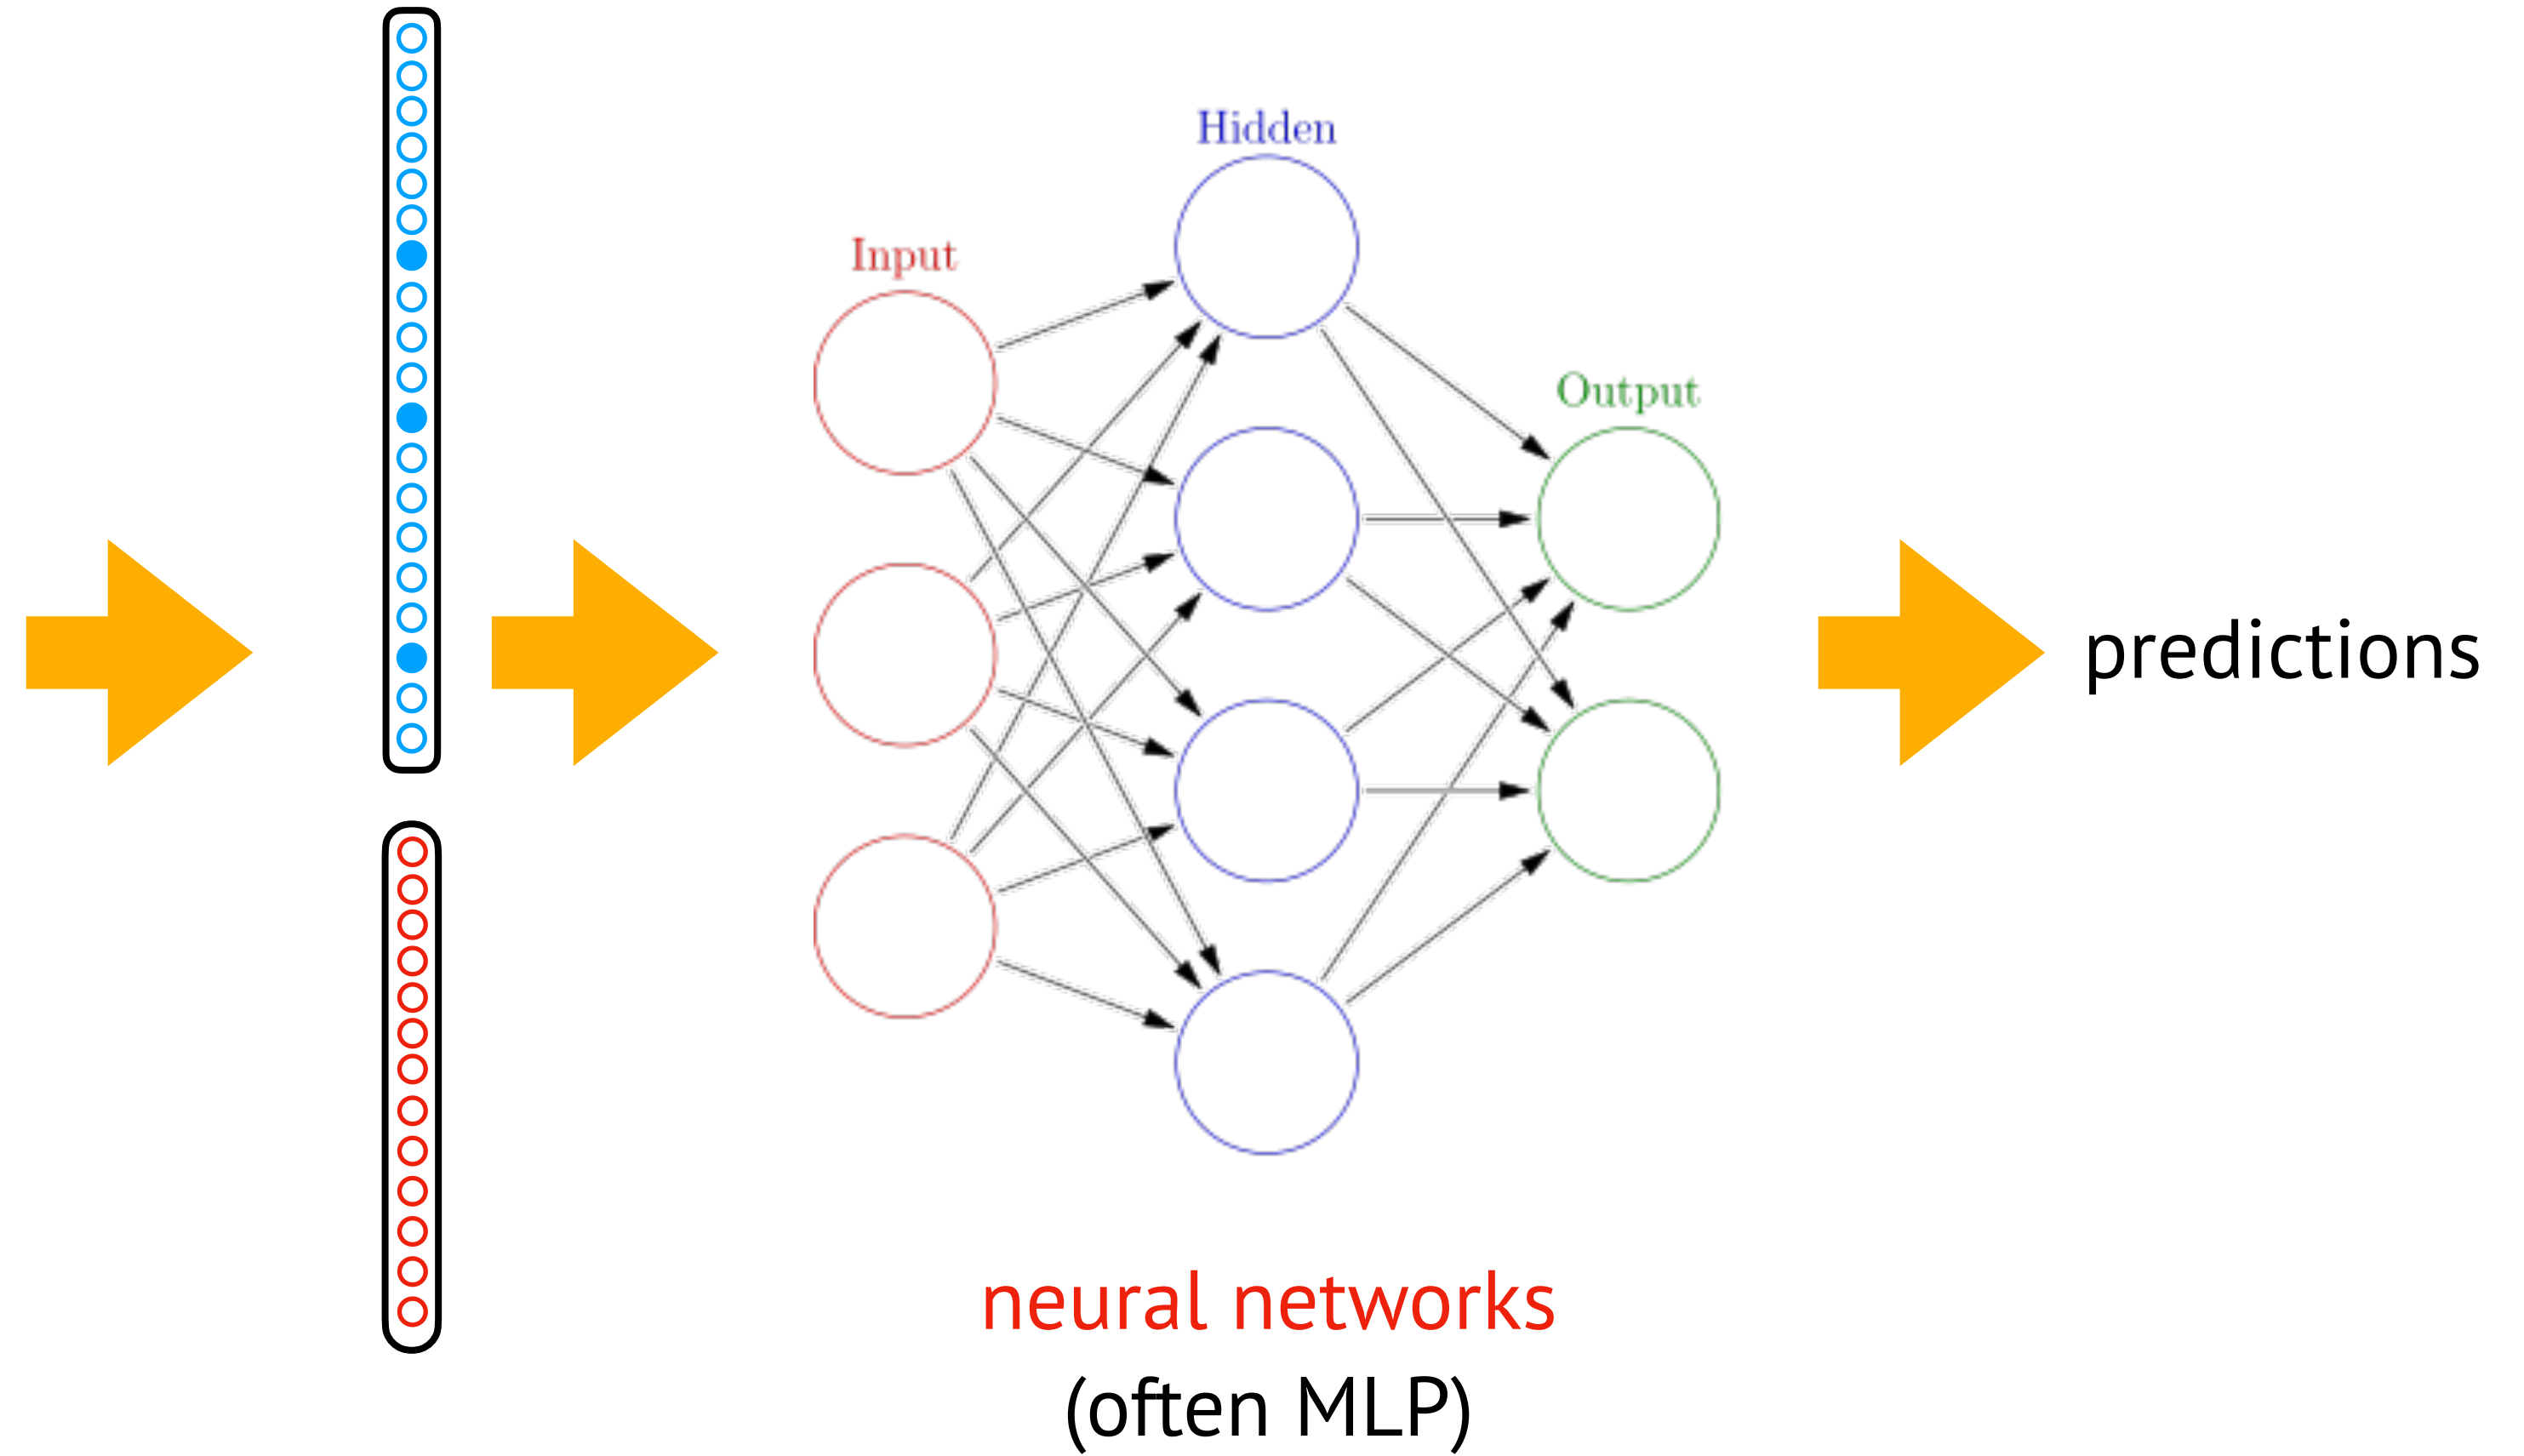 Hidden
Input
Output
predictions
neural networks
(often MLP)